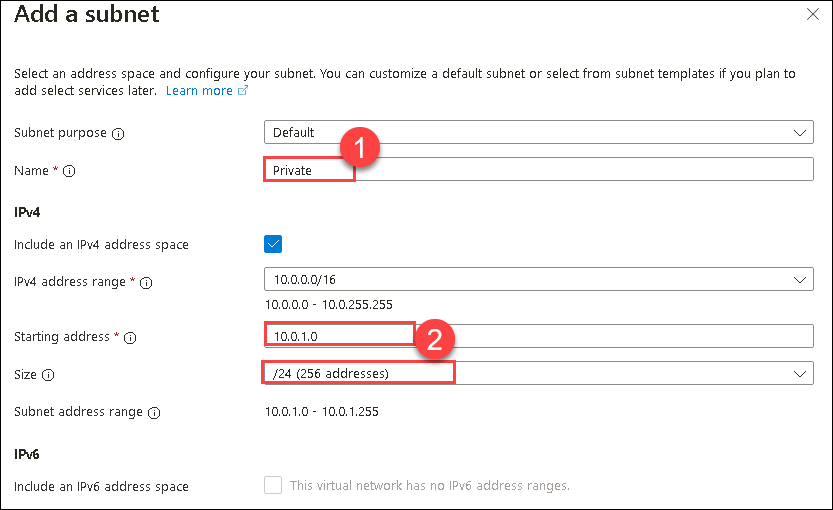 Add a subnet
Select an address space and configure your subnet. You can customize a default subnet or select from subnet templates if you plan to
add select services later. Learn more
Subnet purpose Default
1
Name * Private
IPv4
Include an IPv4 address space
IPv4 address range * 10.0.0.0/16
10.0.0.0 - 10.0.255.255
Starting address * 10.0.1.0
2
Size /24 (256 addresses)
Subnet address range 10.0.1.0 - 10.0.1.255
IPv6
Include an IPv6 address space This virtual network has no IPv6 address ranges.